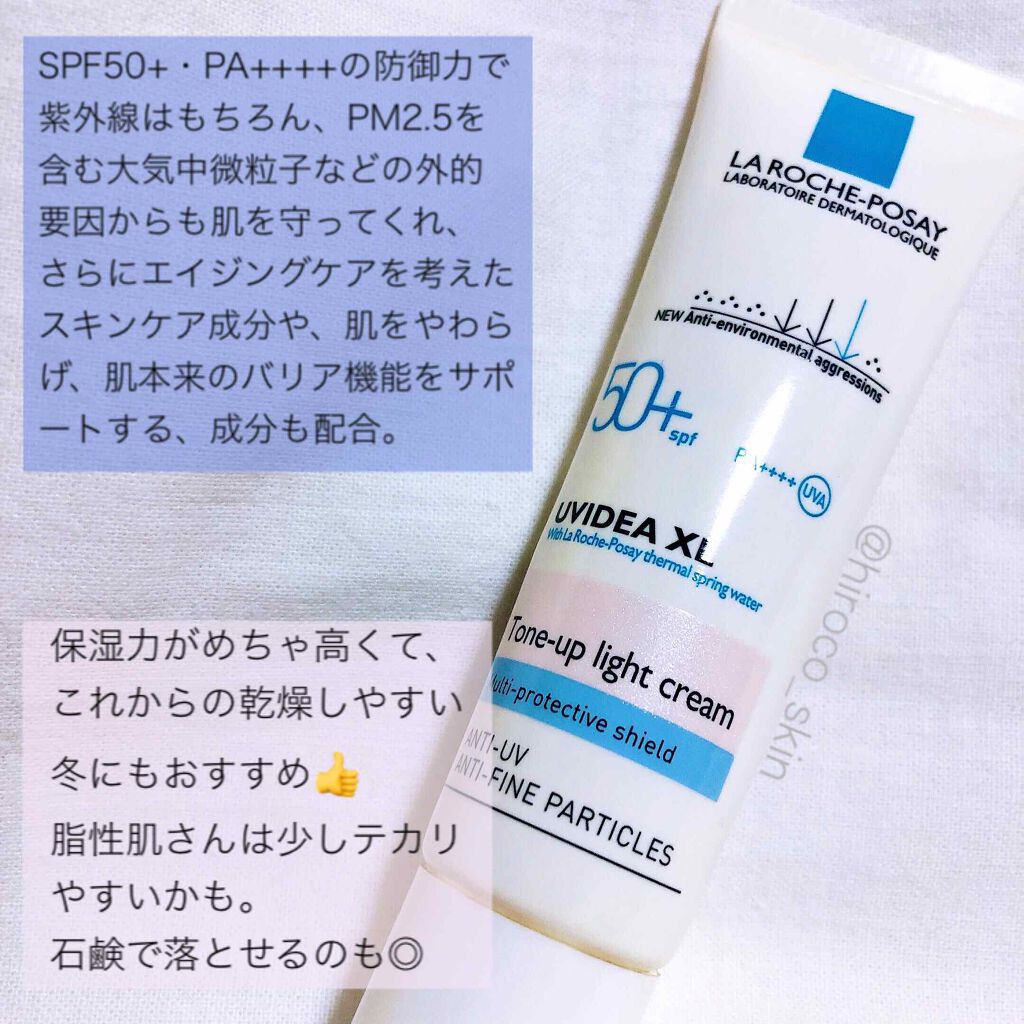 SPF50+・PA++++の防御力で
紫外線はもちろん、PM2.5を
含む大気中微粒子などの外的
要因からも肌を守ってくれ、
さらにエイジングケアを考えた
スキンケア成分や、肌をやわら
げ、肌本来のバリア機能をサポ
ートする、成分も配合。
保湿力がめちゃ高くて、
これからの乾燥しやすい
冬にもおすすめ👍
脂性肌さんは少しテカリ
やすいかも。
石鹸で落とせるのも◎
LA ROCHE-POSAY
LABORATOIRE DERMATOLOGIQUE
NEW Anti-environmental aggressions
50+
spf
PA++++ UVA
UVIDEA XL
With La Roche-Posay thermal spring water
Tone-up light cream
Multi-protective shield
ANTI-UV
ANTI-FINE PARTICLES
@hiroco_skin